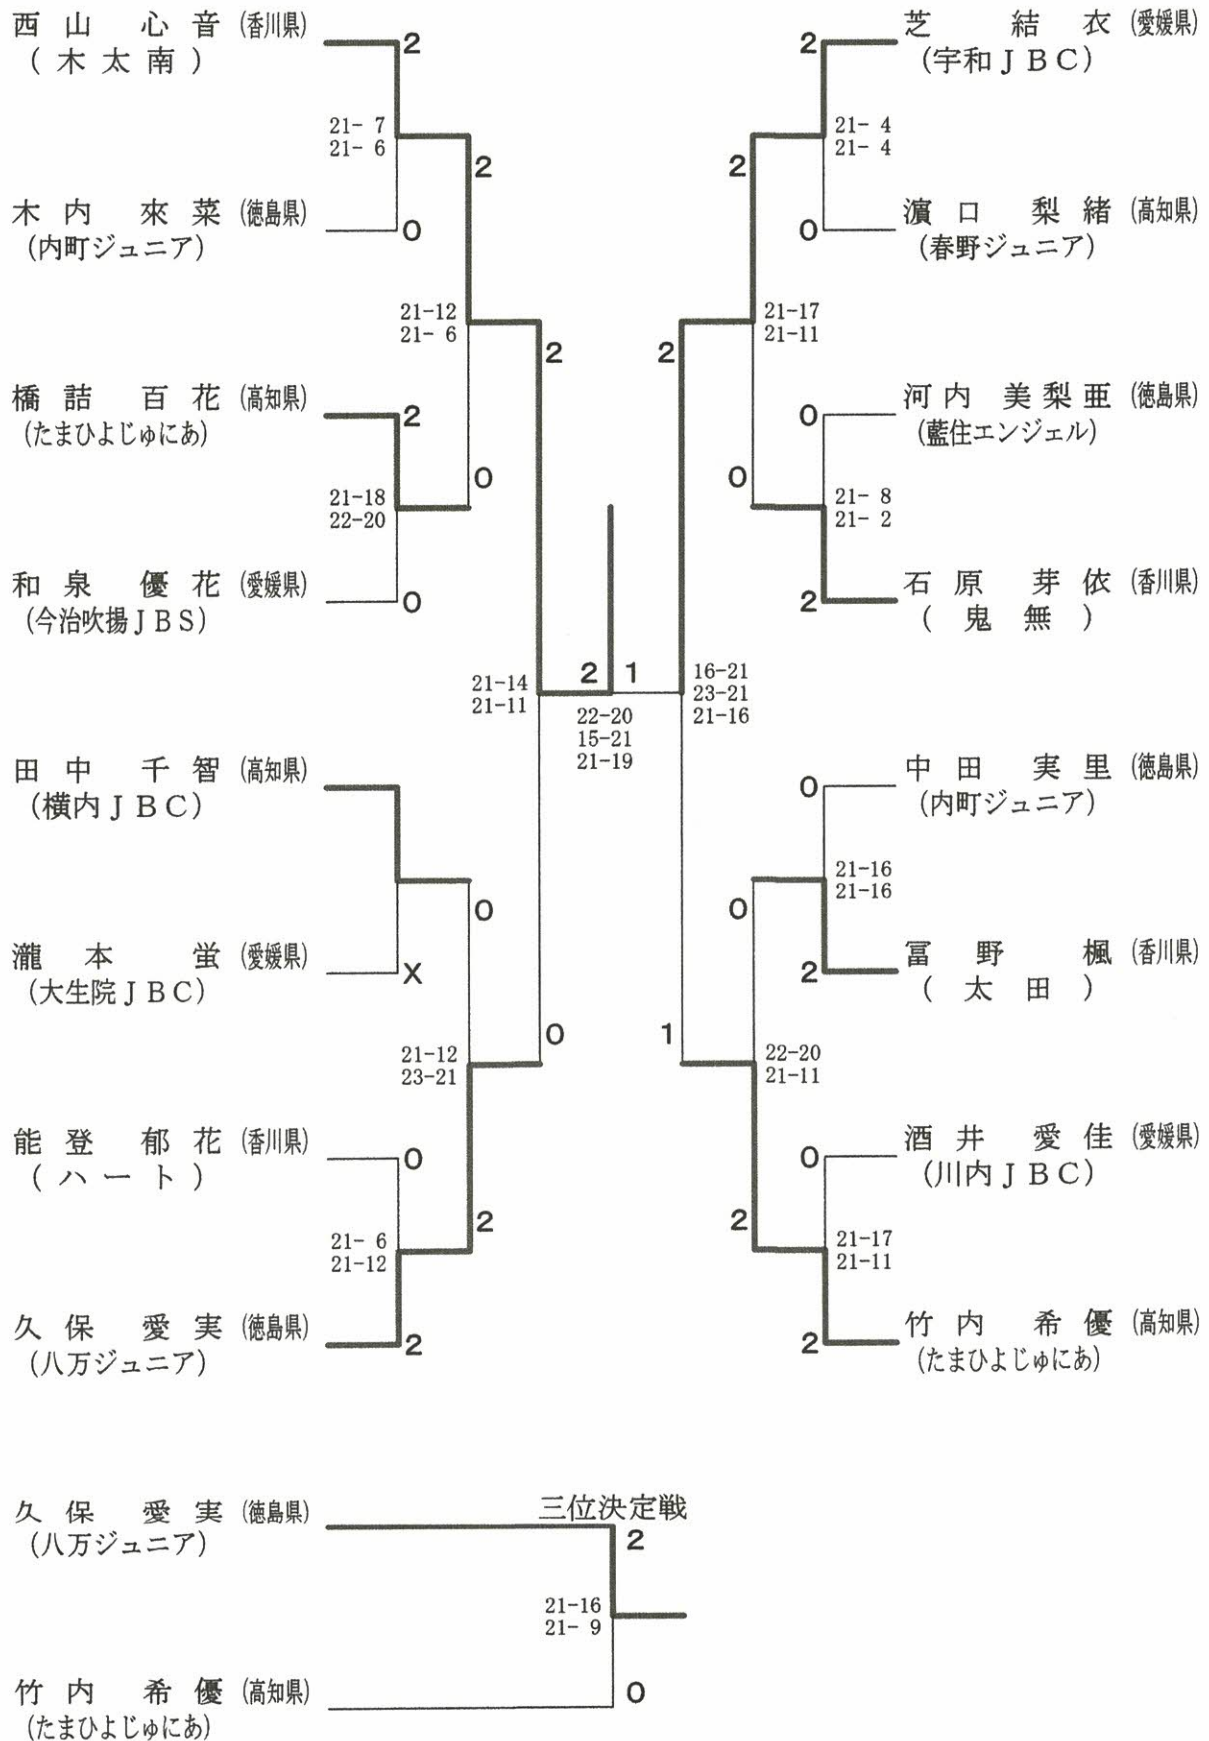 西山 心音 (香川県)
(木太南)
2
21- 7
21- 6
木内 來菜 (徳島県)
(内町ジュニア)
0
2
21-12
21- 6
橋詰 百花 (高知県)
(たまひよじゅにあ)
2
0
21-18
22-20
和泉 優花 (愛媛県)
(今治吹揚JBS)
0
2
21-14
21-11
田中 千智 (高知県)
(横内JBC)
0
瀧本 蛍 (愛媛県)
(大生院JBC)
X
0
21-12
23-21
能登 郁花 (香川県)
(ハート)
0
2
21- 6
21-12
久保 愛実 (徳島県)
(八万ジュニア)
2
2 1
22-20
15-21
21-19
芝 結衣 (愛媛県)
(宇和JBC)
2
21- 4
21- 4
濵口 梨緒 (高知県)
(春野ジュニア)
0
2
21-17
21-11
河内 美梨亜 (徳島県)
(藍住エンジェル)
0
0
21- 8
21- 2
石原 芽依 (香川県)
(鬼無)
2
2
16-21
23-21
21-16
中田 実里 (徳島県)
(内町ジュニア)
0
21-16
21-16
0
冨野 楓 (香川県)
(太田)
2
1
22-20
21-11
酒井 愛佳 (愛媛県)
(川内JBC)
0
2
21-17
21-11
竹内 希優 (高知県)
(たまひよじゅにあ)
2
三位決定戦
久保 愛実 (徳島県)
(八万ジュニア)
2
21-16
21- 9
竹内 希優 (高知県)
(たまひよじゅにあ)
0